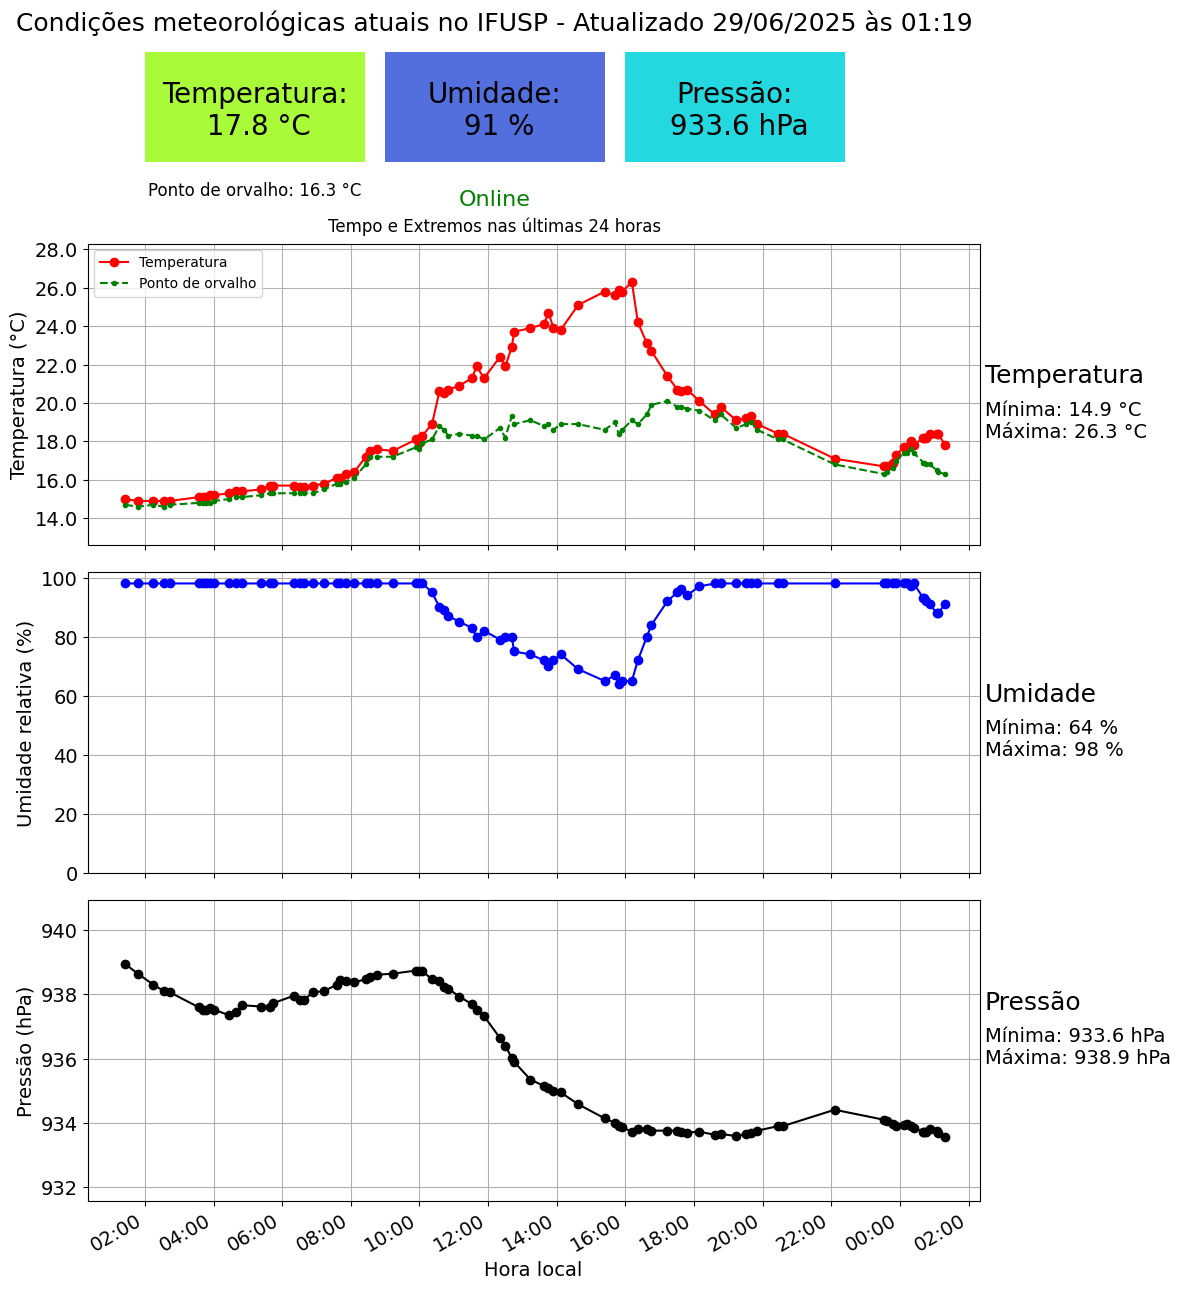 Condições meteorológicas atuais no IFUSP - Atualizado 29/06/2025 às 01:19
Temperatura:
17.8 °C
Umidade:
91 %
Pressão:
933.6 hPa
Ponto de orvalho: 16.3 °C
Online
Tempo e Extremos nas últimas 24 horas
Temperatura (°C)
28.0
26.0
24.0
22.0
20.0
18.0
16.0
14.0
Temperatura
Ponto de orvalho
Temperatura
Mínima: 14.9 °C
Máxima: 26.3 °C
Umidade relativa (%)
100
80
60
40
20
0
Umidade
Mínima: 64 %
Máxima: 98 %
Pressão (hPa)
940
938
936
934
932
Pressão
Mínima: 933.6 hPa
Máxima: 938.9 hPa
02:00 04:00 06:00 08:00 10:00 12:00 14:00 16:00 18:00 20:00 22:00 00:00 02:00
Hora local